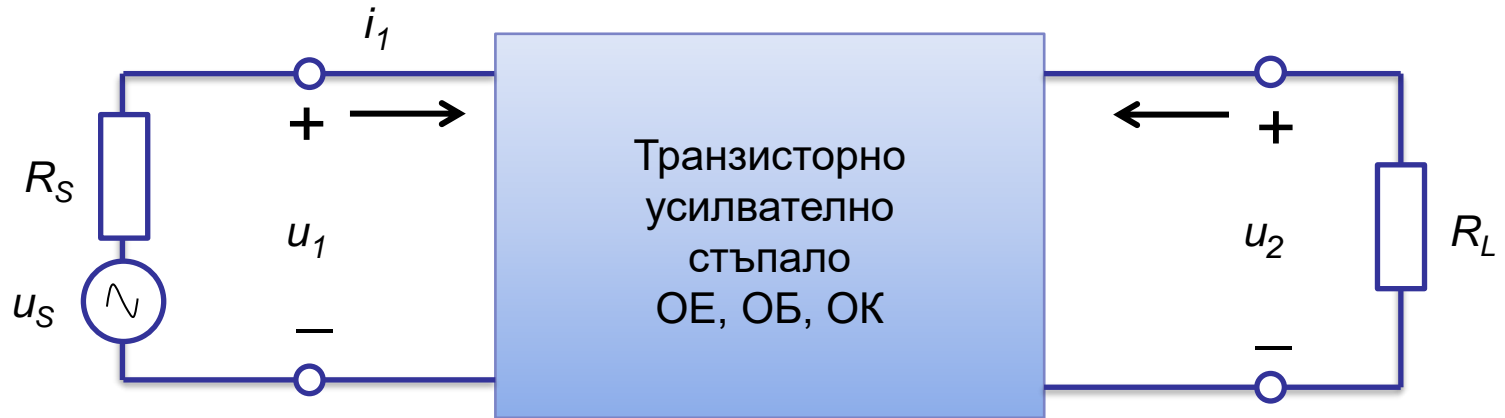 i1
+
+
RS
Транзисторно
усилвателно
стъпало
ОЕ, ОБ, ОК
u1
u2
RL
uS
–
–